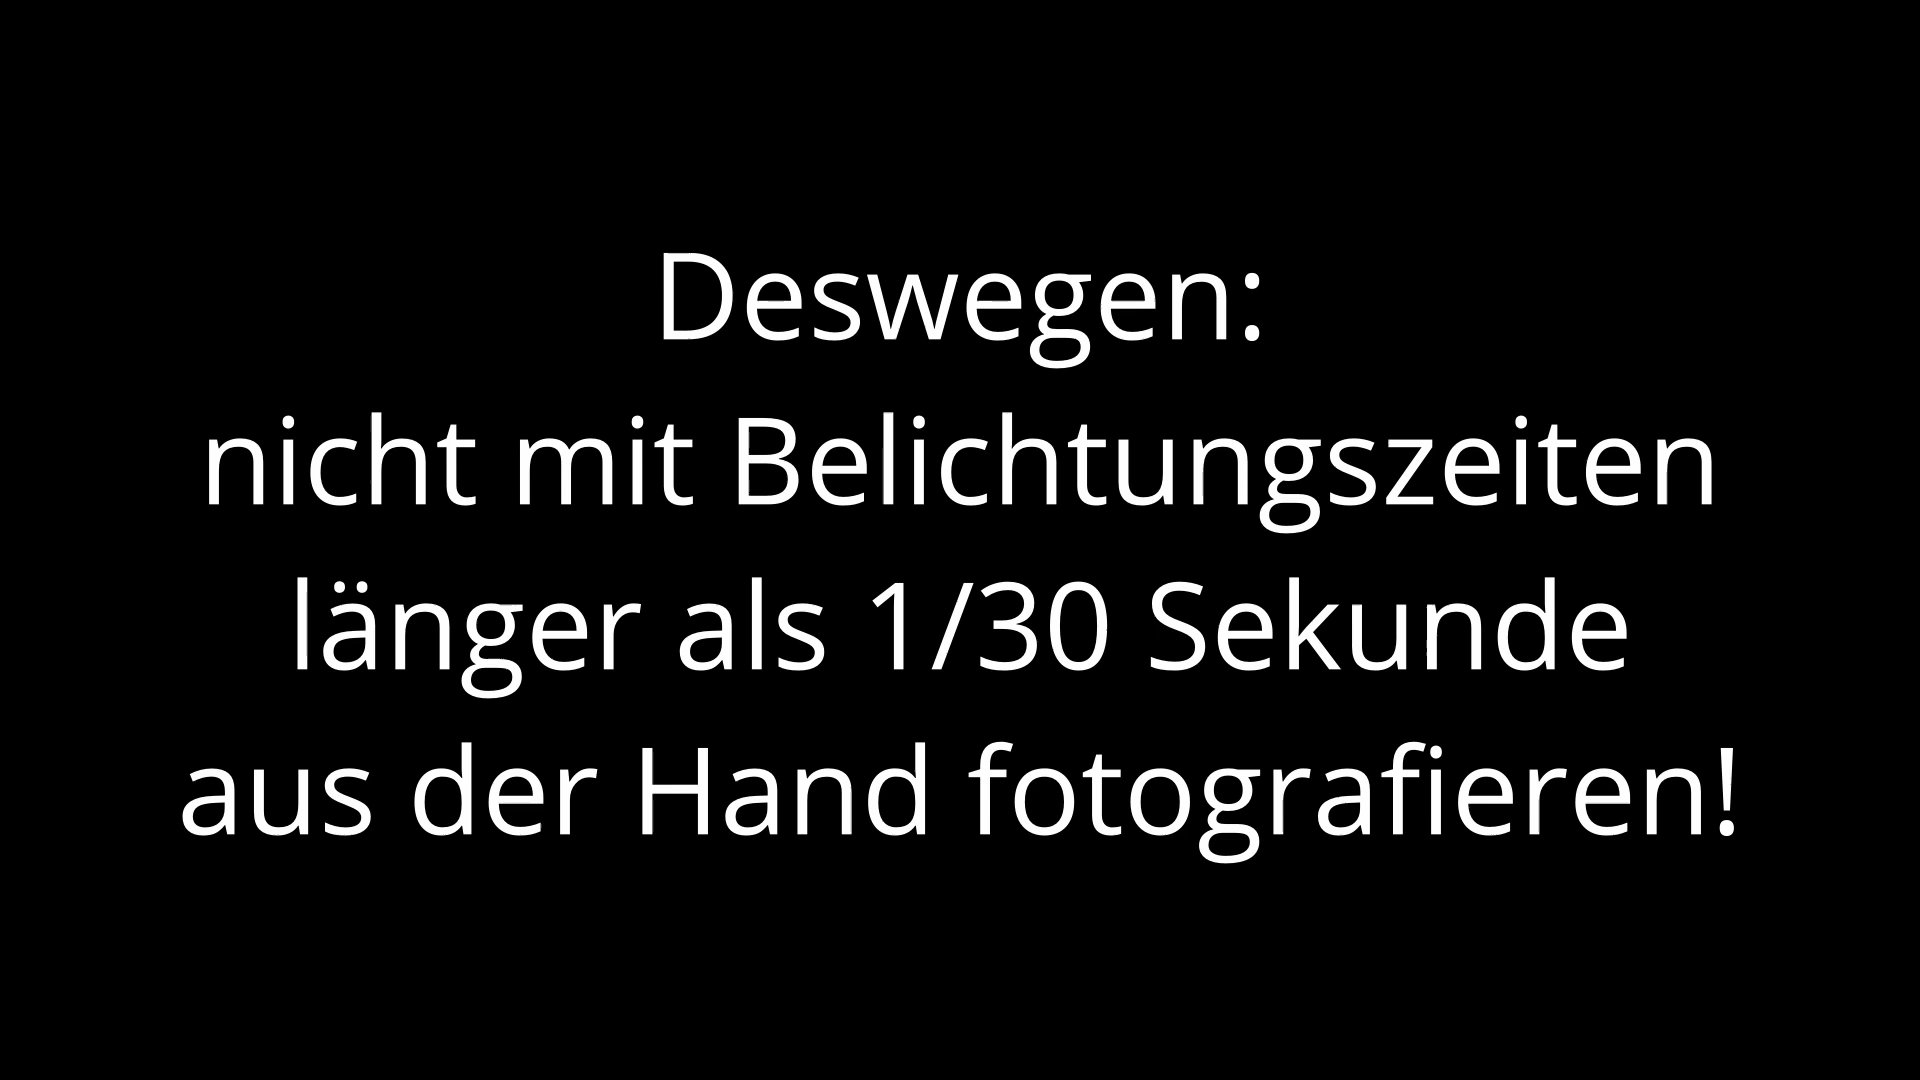 Deswegen:
nicht mit Belichtungszeiten
länger als 1/30 Sekunde
aus der Hand fotografieren!